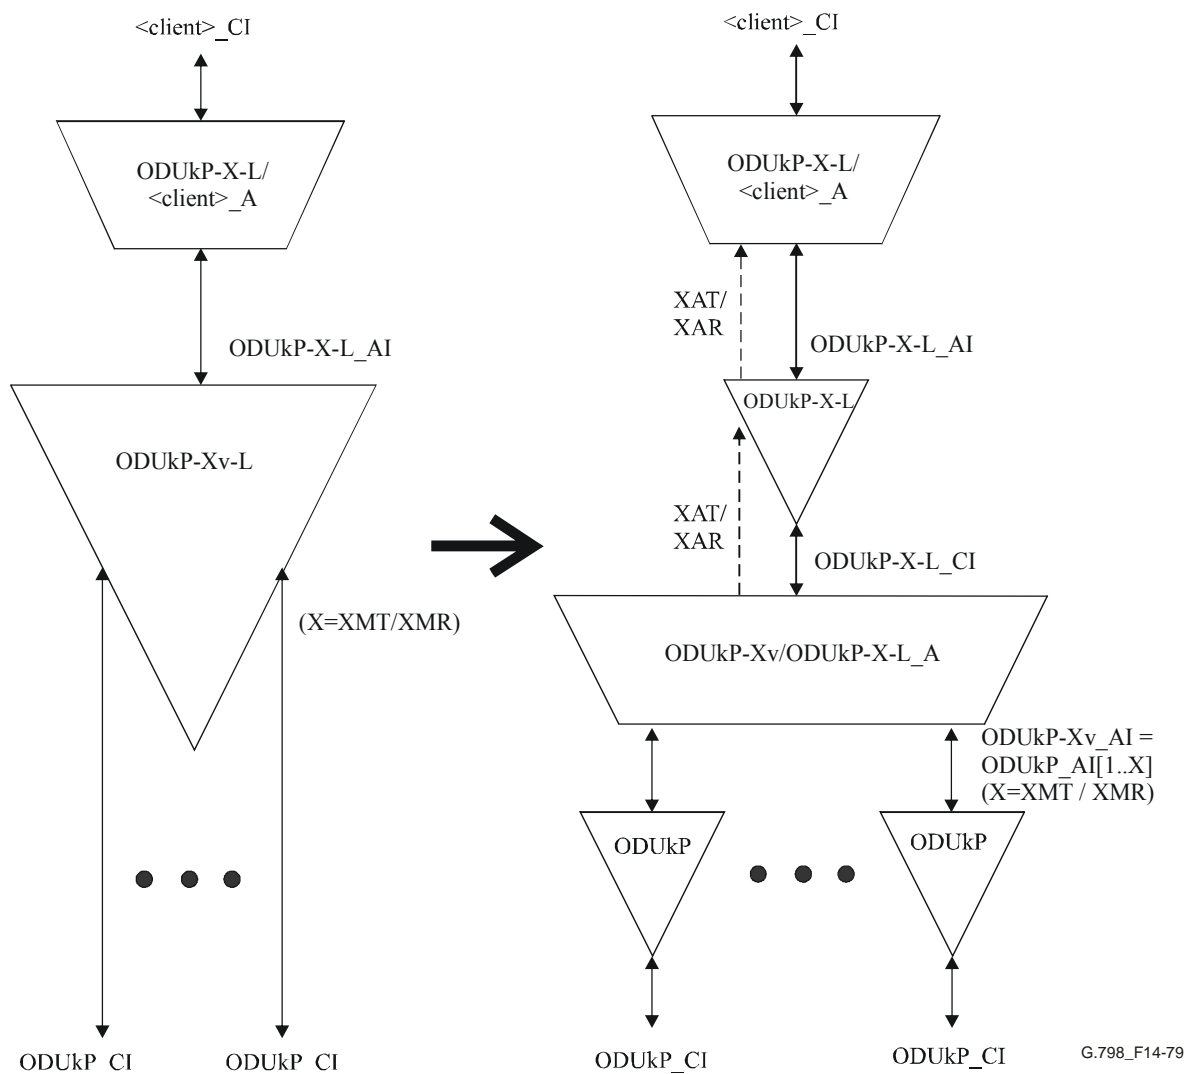 <client>_CI
ODUkP-X-L/
<client>_A
ODUkP-X-L_AI
ODUkP-Xv-L
(X=XMT/XMR)
ODUkP_CI
ODUkP_CI
<client>_CI
ODUkP-X-L/
<client>_A
XAT/
XAR
ODUkP-X-L_AI
ODUkP-X-L
XAT/
XAR
ODUkP-X-L_CI
ODUkP-Xv/ODUkP-X-L_A
ODUkP-Xv_AI =
ODUkP_AI[1..X]
(X=XMT / XMR)
ODUkP
ODUkP
ODUkP_CI
ODUkP_CI
G.798_F14-79